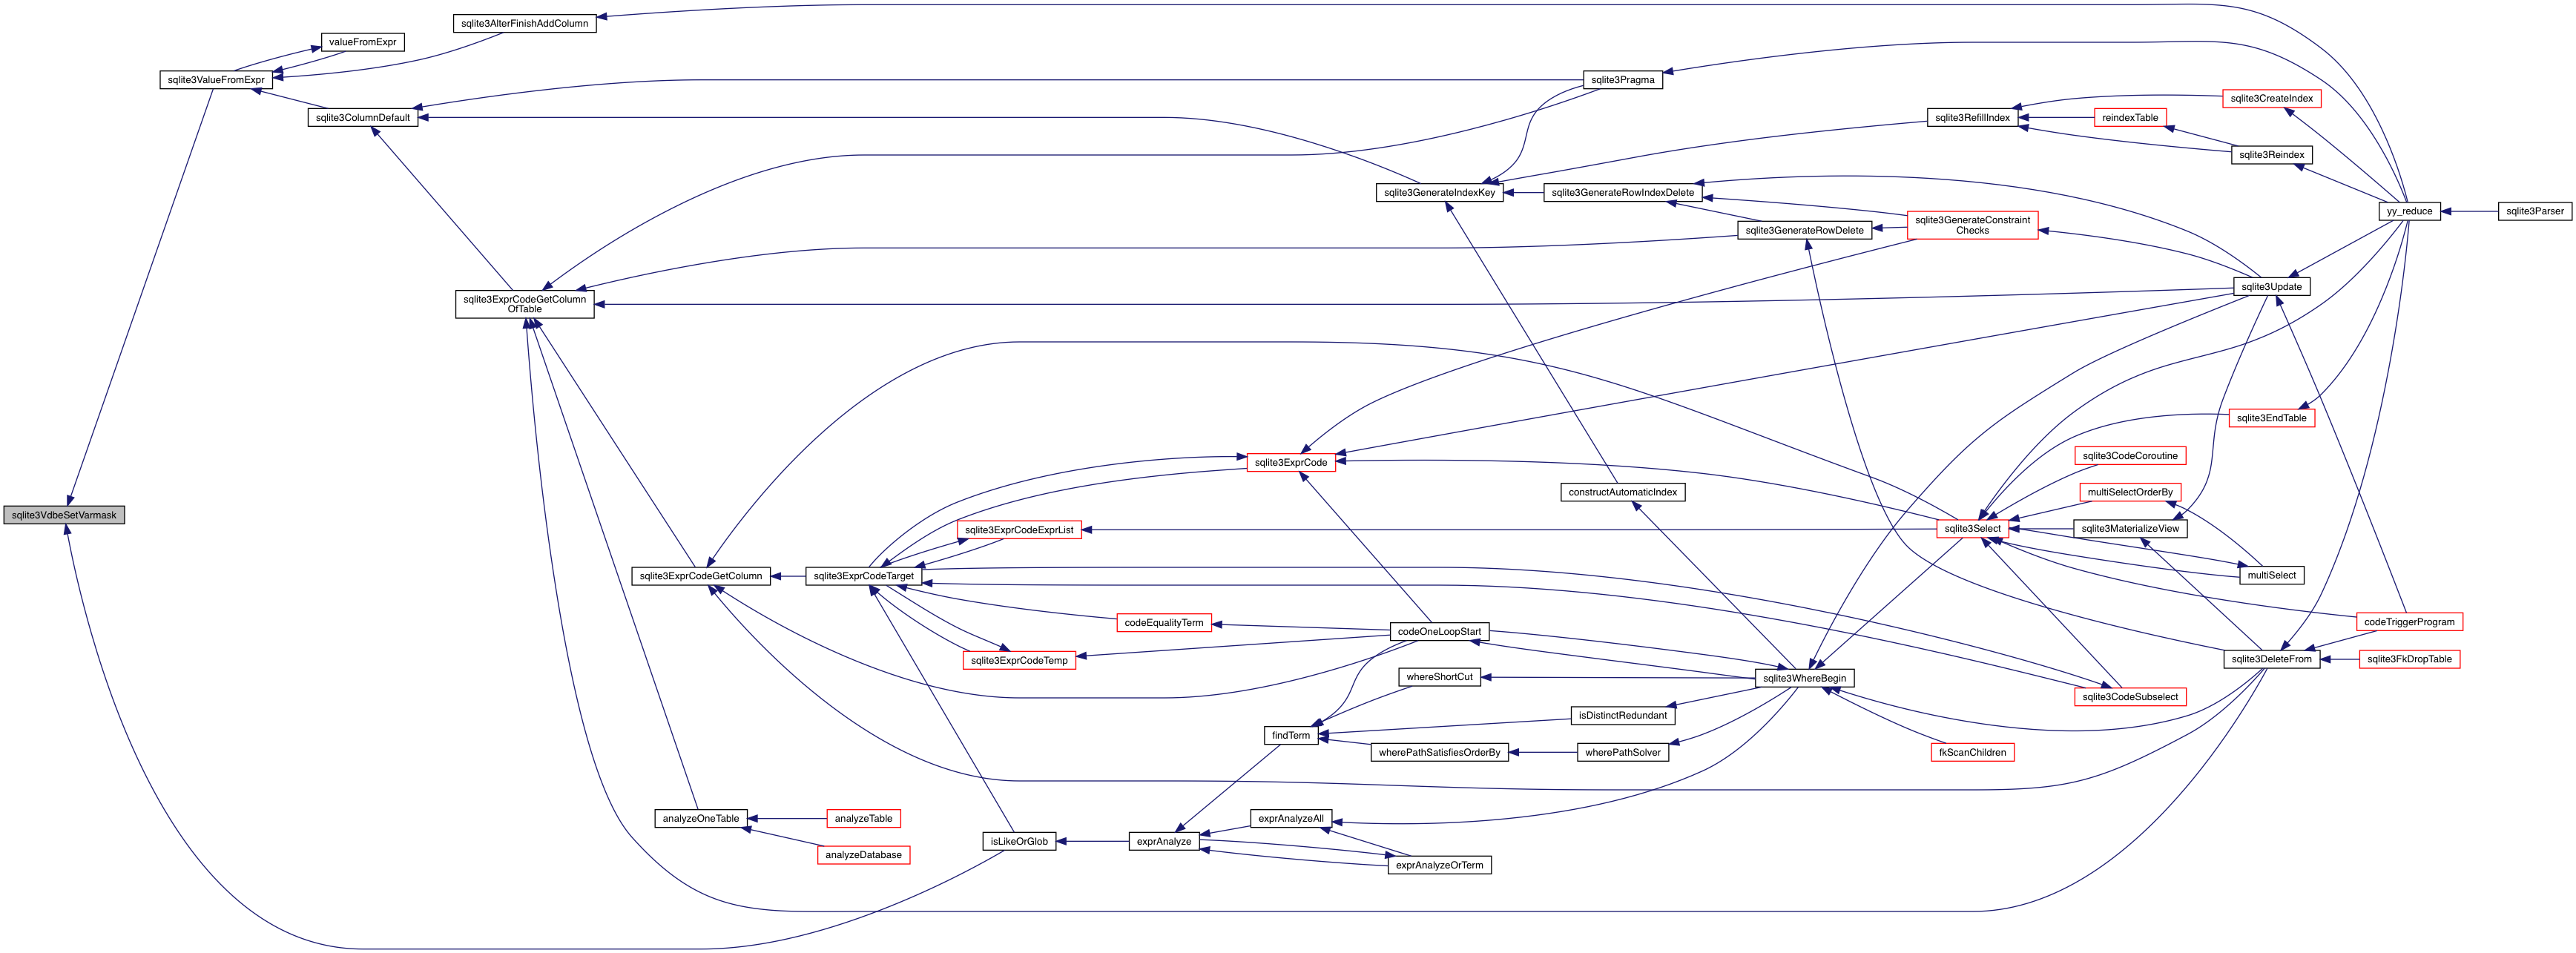 sqlite3AlterFinishAddColumn
valueFromExpr
sqlite3ValueFromExpr
sqlite3Pragma
sqlite3CreateIndex
sqlite3ColumnDefault
sqlite3RefillIndex
reindexTable
sqlite3Reindex
sqlite3GenerateIndexKey
sqlite3GenerateRowIndexDelete
yy_reduce
sqlite3Parser
sqlite3GenerateConstraint
Checks
sqlite3GenerateRowDelete
sqlite3Update
sqlite3ExprCodeGetColumn
OfTable
sqlite3EndTable
sqlite3CodeCoroutine
sqlite3ExprCode
constructAutomaticIndex
multiSelectOrderBy
sqlite3VdbeSetVarmask
sqlite3ExprCodeExprList
sqlite3Select
sqlite3MaterializeView
sqlite3ExprCodeGetColumn
sqlite3ExprCodeTarget
multiSelect
codeEqualityTerm
codeOneLoopStart
codeTriggerProgram
sqlite3ExprCodeTemp
sqlite3DeleteFrom
sqlite3FkDropTable
whereShortCut
sqlite3WhereBegin
sqlite3CodeSubselect
isDistinctRedundant
findTerm
wherePathSatisfiesOrderBy
wherePathSolver
fkScanChildren
analyzeOneTable
analyzeTable
exprAnalyzeAll
isLikeOrGlob
exprAnalyze
analyzeDatabase
exprAnalyzeOrTerm